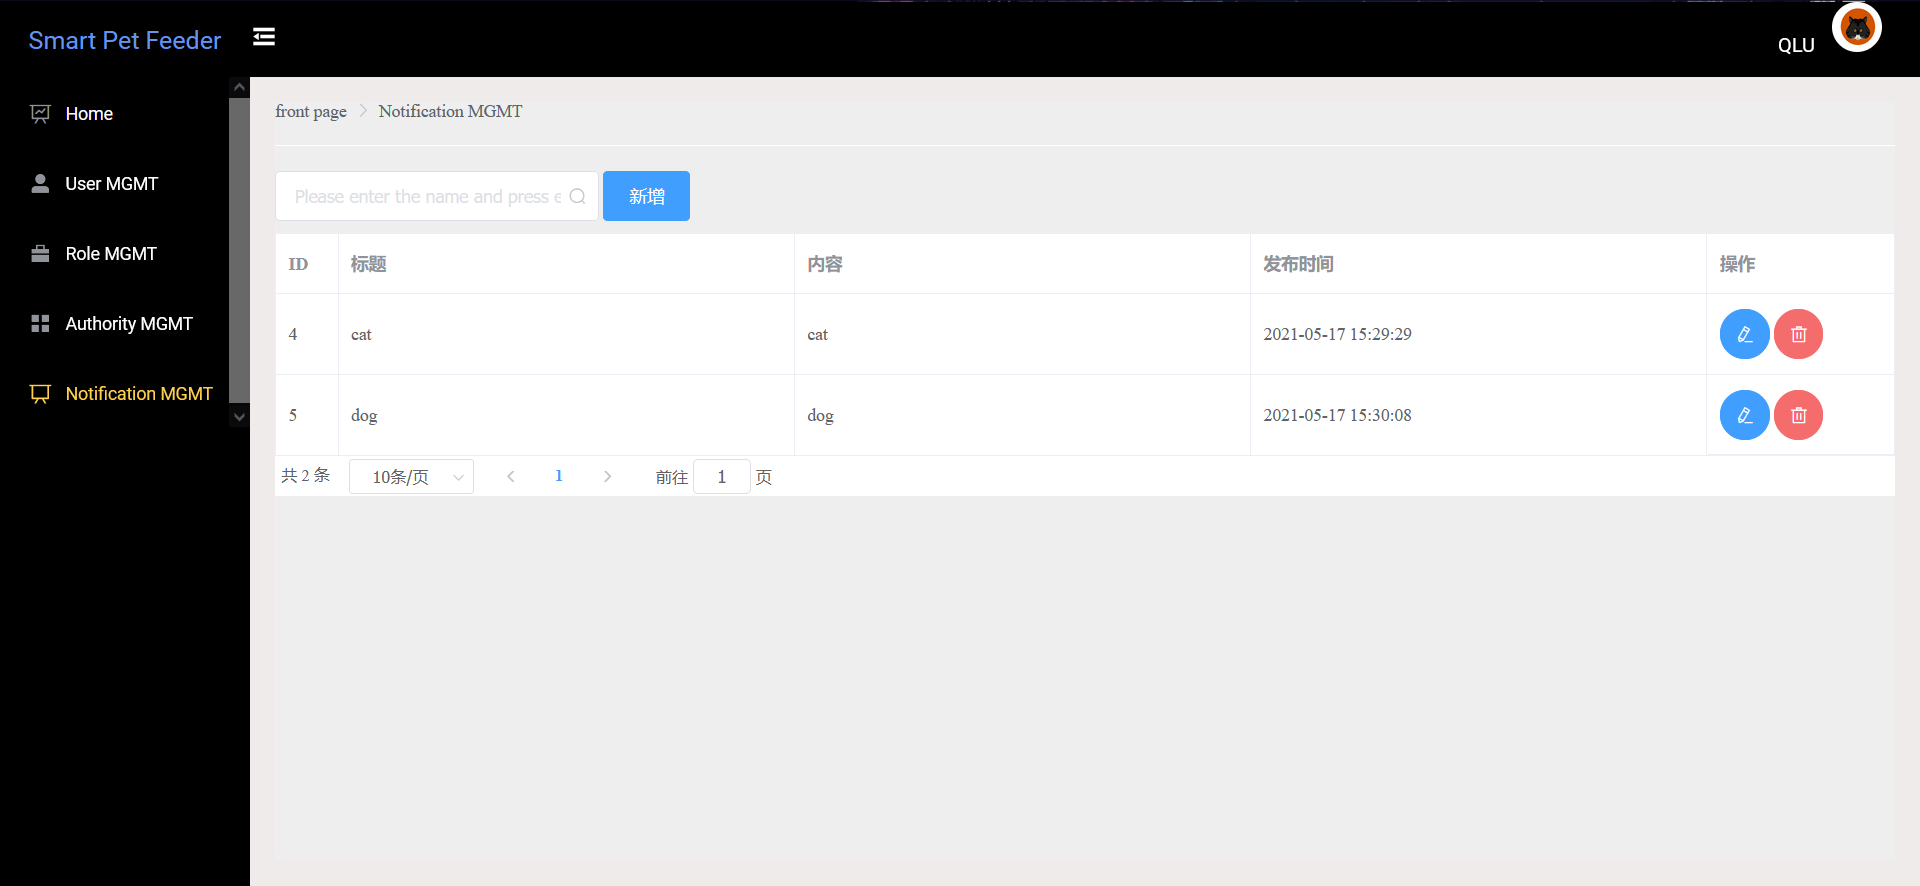 Smart Pet Feeder
QLU
Home
User MGMT
Role MGMT
Authority MGMT
Notification MGMT
front page Notification MGMT
Please enter the name and press e
新增
ID 标题 内容 发布时间 操作
4 cat cat 2021-05-17 15:29:29
5 dog dog 2021-05-17 15:30:08
共 2 条 10条/页 1 前往 1 页